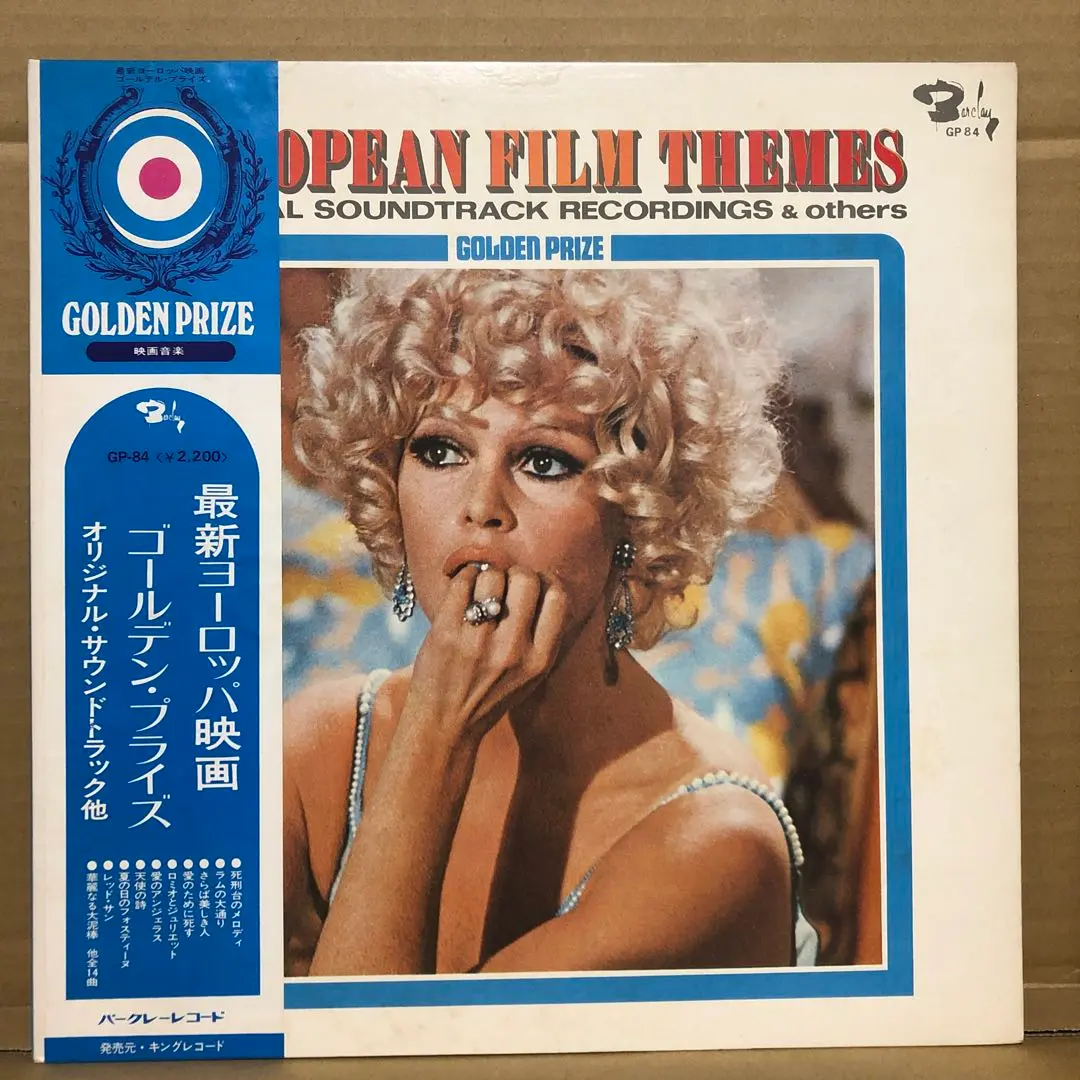 最新ヨーロッパ映画
ゴールデル・プライズ
GOLDEN PRIZE
映画音楽
Barclay
GP-84 〈￥2,200〉
最新ヨーロッパ映画
ゴールデン・プライズ
オリジナル・サウンドトラック他
●死刑台のメロディ
●ラムの大通り
●さらば美しき人
●愛のために死す
●ロミオとジュリエット
●愛のアンジェラス
●天使の詩
●夏の日のフォスティーヌ
●レッド・サン
●華麗なる大泥棒 他全14曲
バークレーレコード
発売元・キングレコード
Barclay
GP 84
OPEAN FILM THEMES
AL SOUNDTRACK RECORDINGS & others
GOLDEN PRIZE